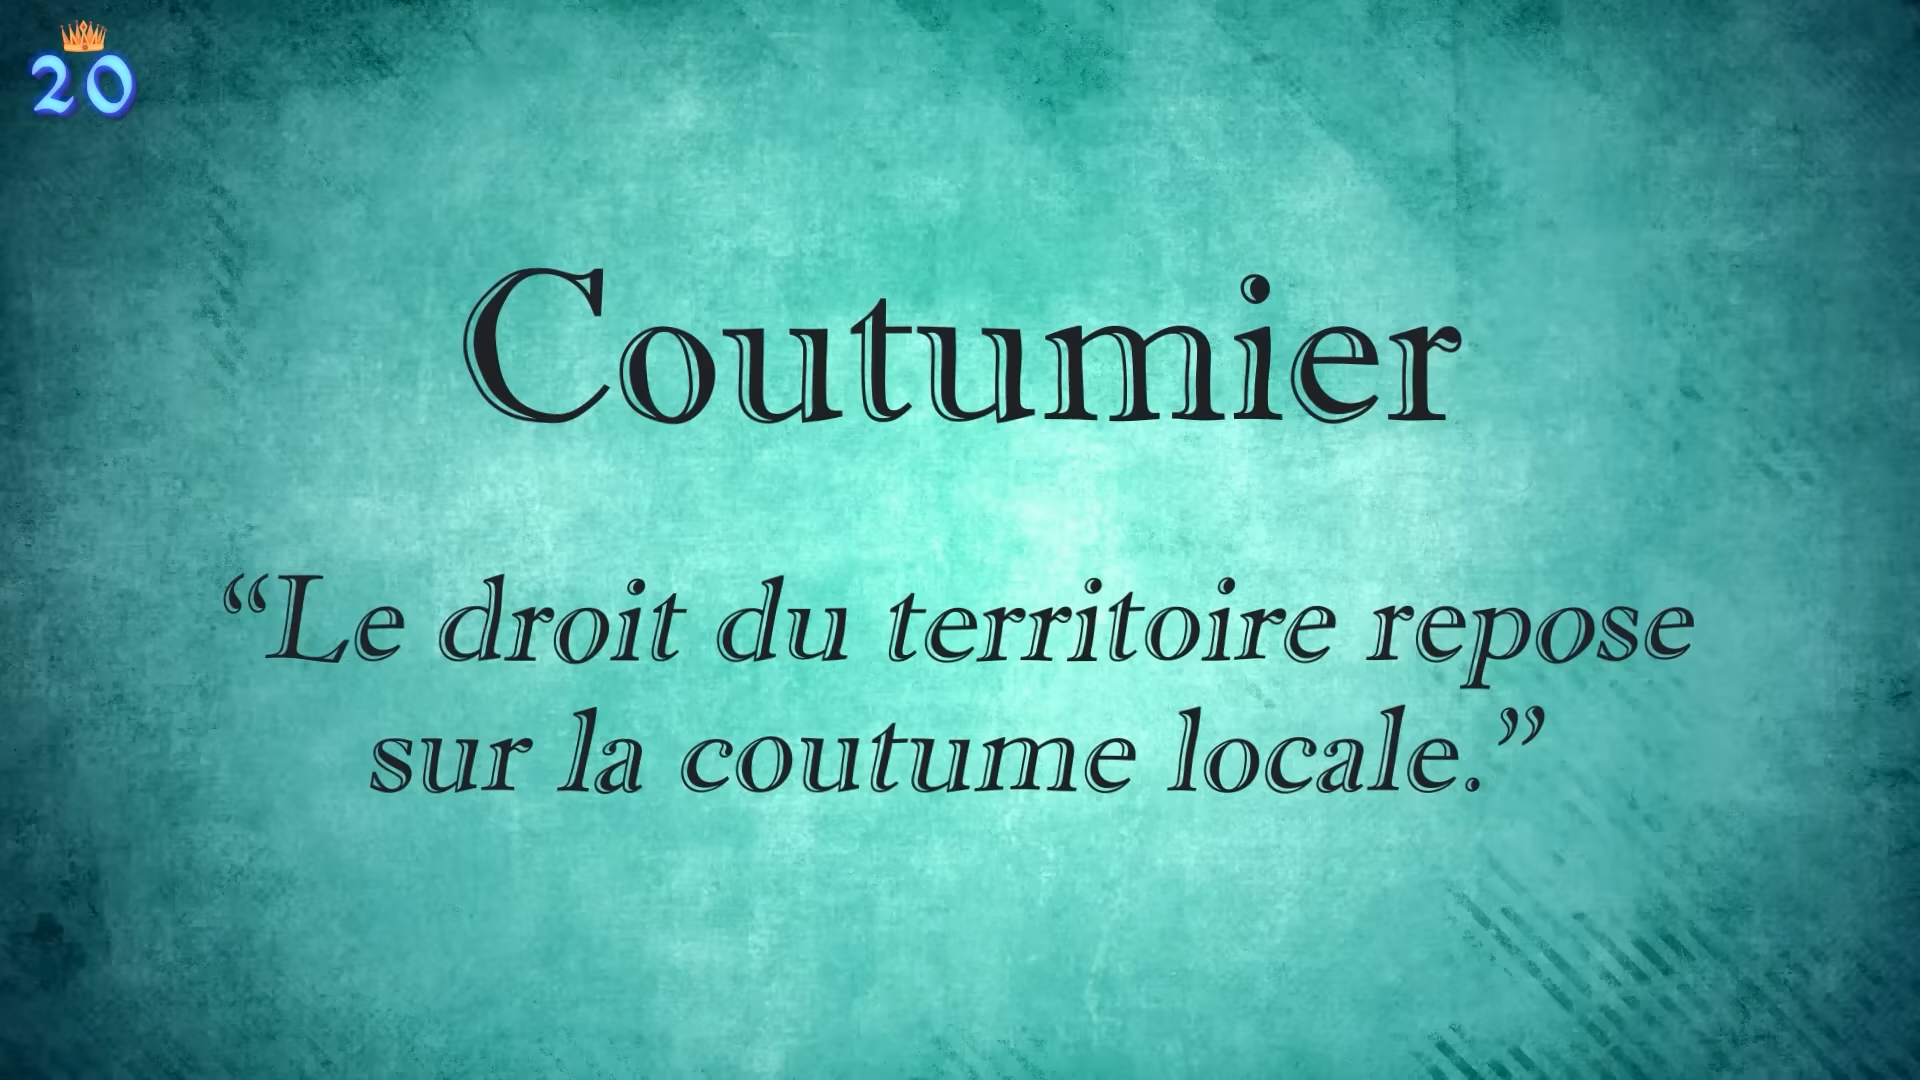 20
Coutumier
“Le droit du territoire repose
sur la coutume locale.”